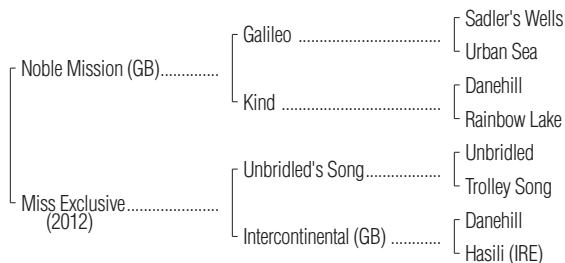 Sadler's Wells
Galileo ..................................
Urban Sea
Noble Mission (GB)..............
Danehill
Kind ......................................
Rainbow Lake
Unbridled
Unbridled's Song..................
Trolley Song
Miss Exclusive......................
(2012)
Danehill
Intercontinental (GB) ............
Hasili (IRE)